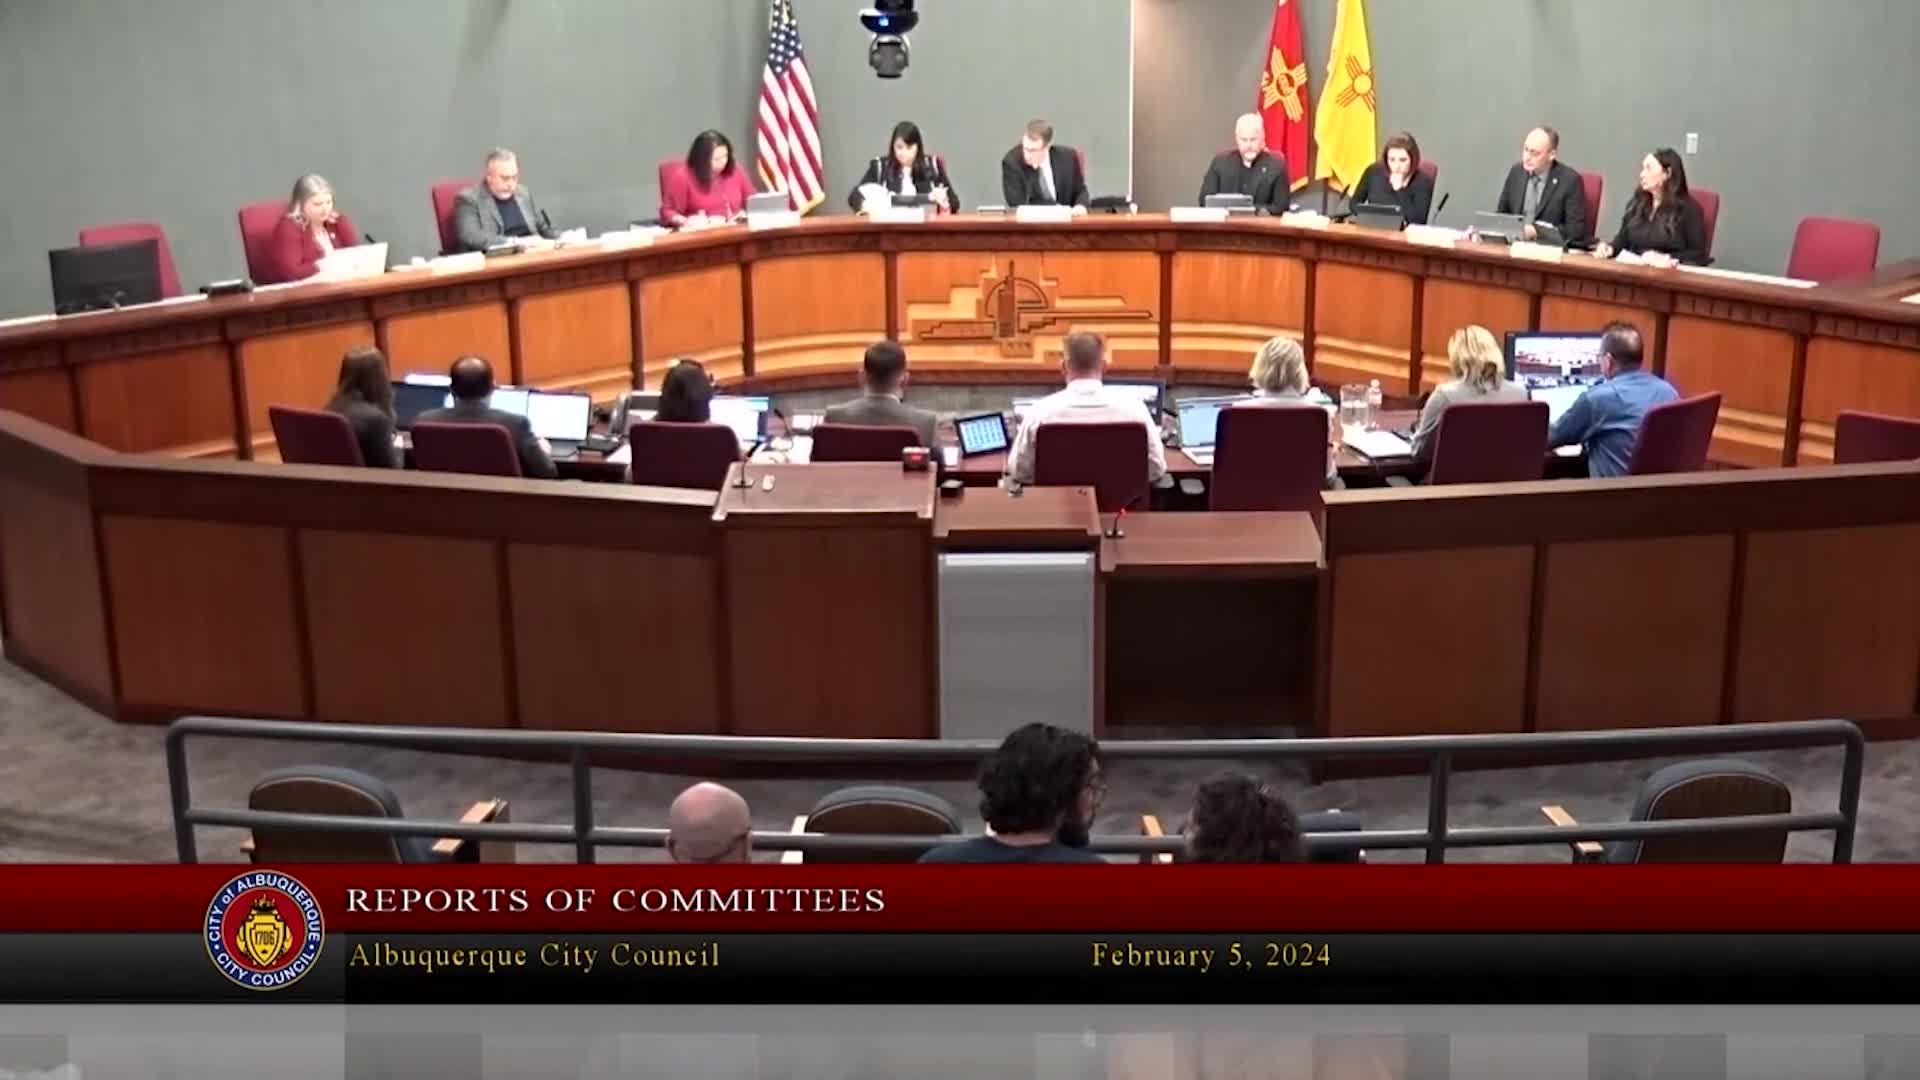 REPORTS OF COMMITTEES
Albuquerque City Council
February 5, 2024
CITY of ALBUQUERQUE
1706
CITY COUNCIL